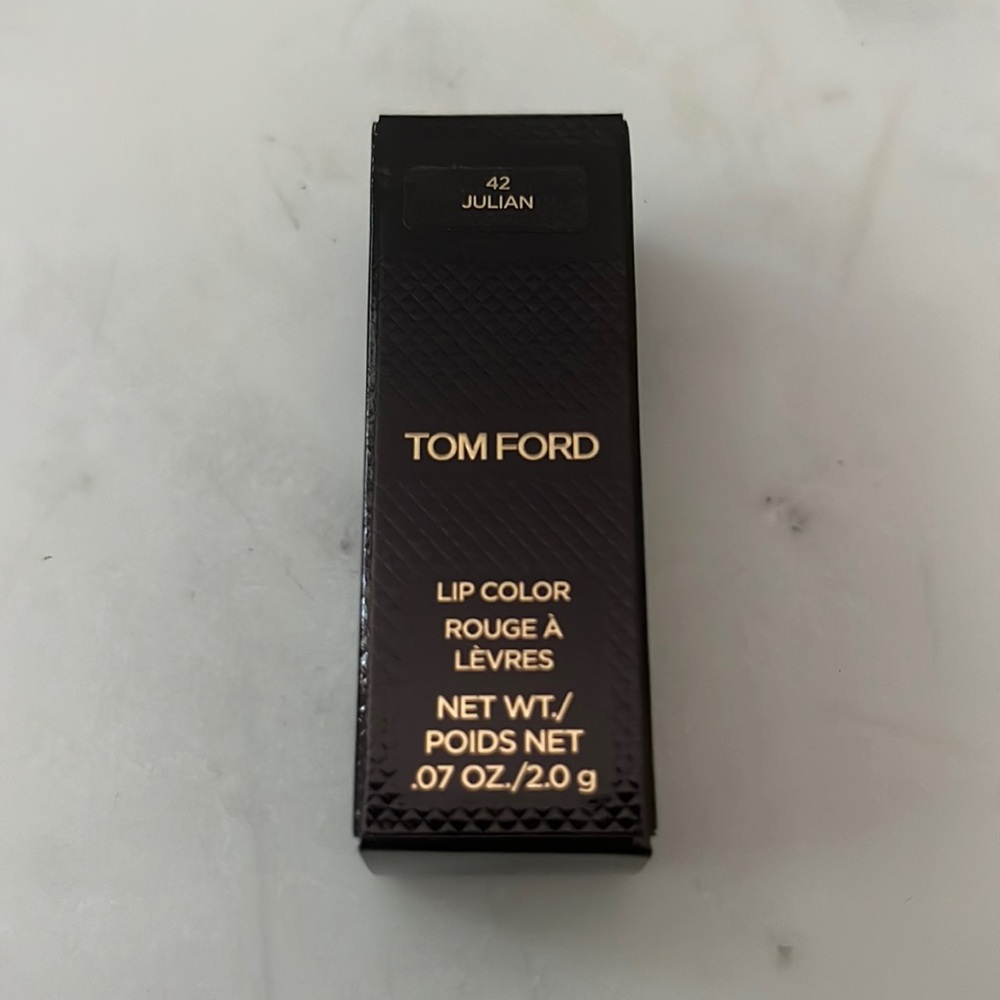 42
JULIAN
TOM FORD
LIP COLOR
ROUGE À
LÈVRES
NET WT./
POIDS NET
.07 OZ./2.0 g